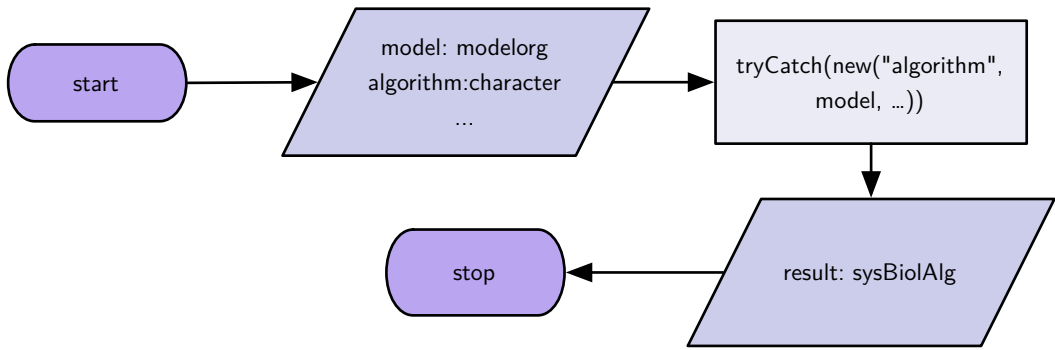 start
model: modelorg
algorithm:character
...
tryCatch(new("algorithm",
model, ...))
result: sysBiolAlg
stop